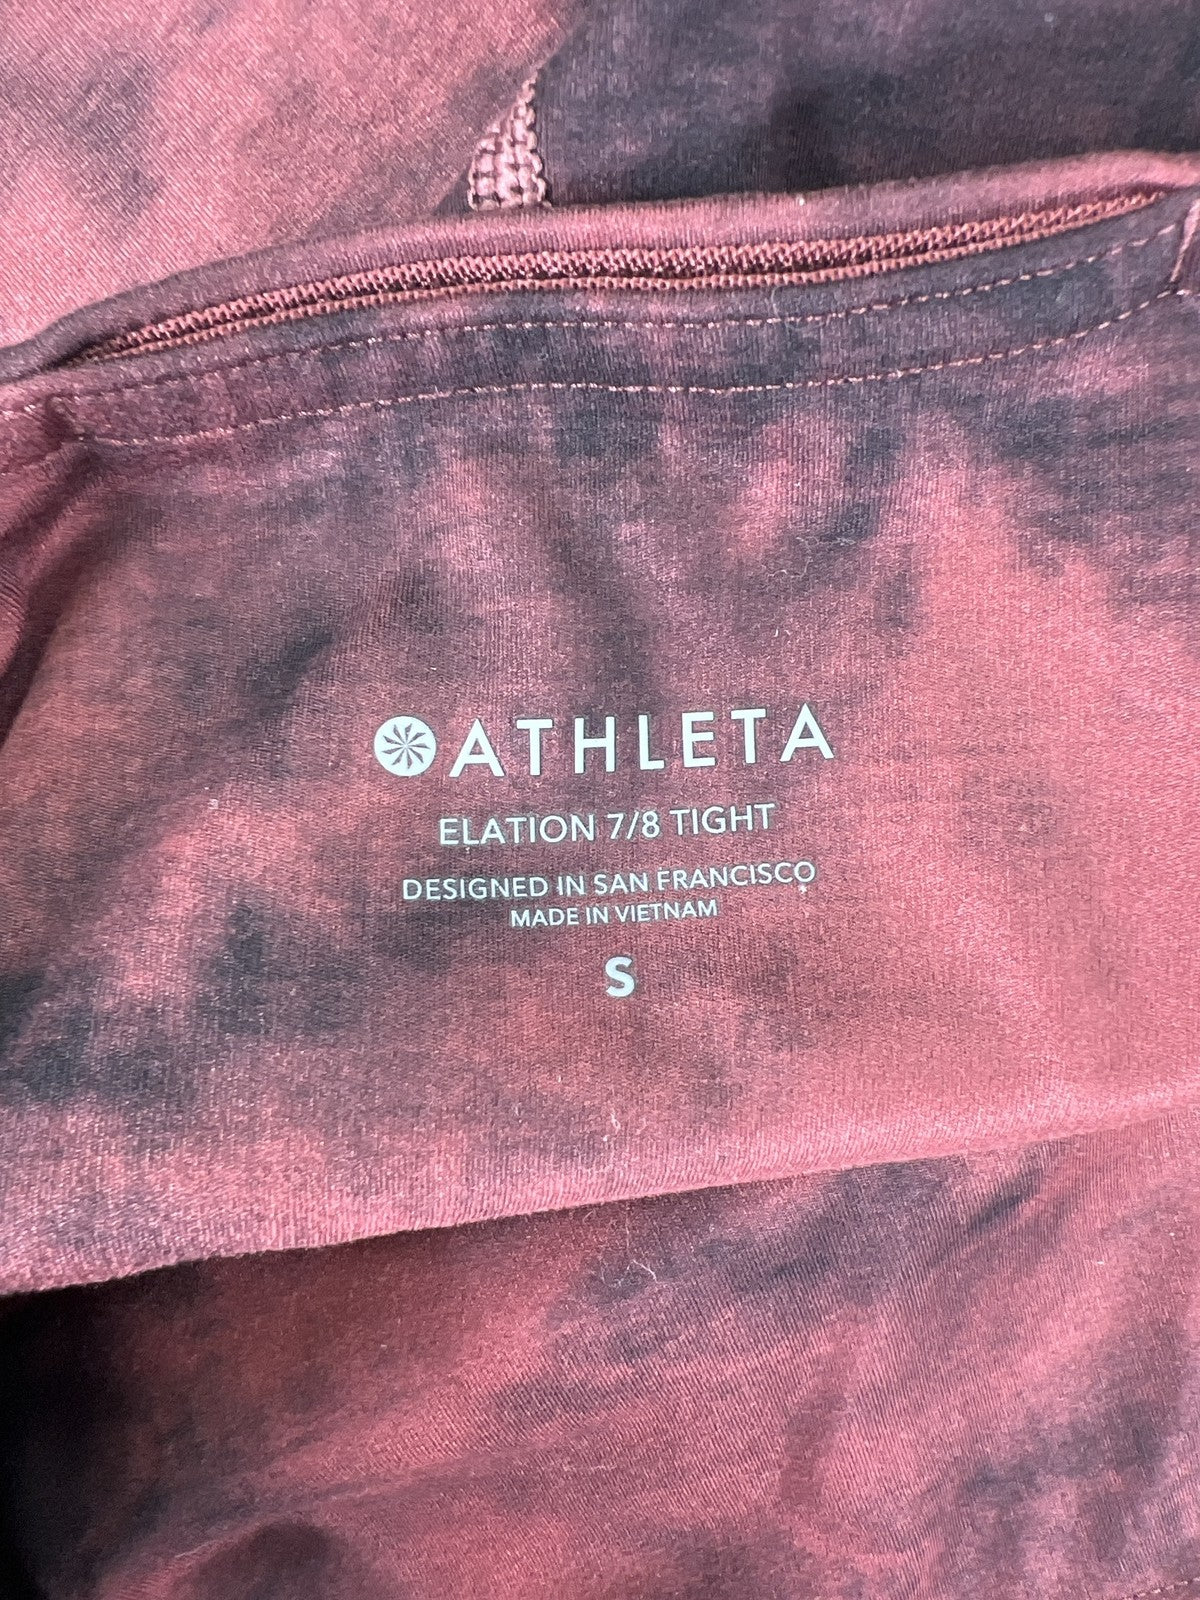 ATHLETA
ELATION 7/8 TIGHT
DESIGNED IN SAN FRANCISCO
MADE IN VIETNAM
S